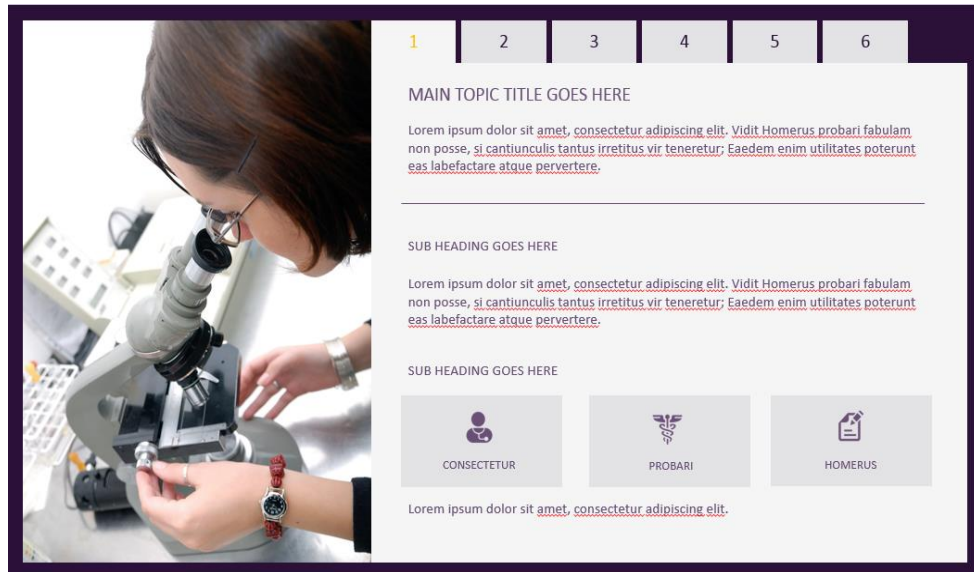 1 2 3 4 5 6
MAIN TOPIC TITLE GOES HERE
Lorem ipsum dolor sit amet, consectetur adipiscing elit. Vidit Homerus probari fabulam
non posse, si cantiunculis tantus irretitus vir teneretur; Eaedem enim utilitates poterunt
eas labefactare atque pervertere.
SUB HEADING GOES HERE
Lorem ipsum dolor sit amet, consectetur adipiscing elit. Vidit Homerus probari fabulam
non posse, si cantiunculis tantus irretitus vir teneretur; Eaedem enim utilitates poterunt
eas labefactare atque pervertere.
SUB HEADING GOES HERE
CONSECTETUR PROBARI HOMERUS
Lorem ipsum dolor sit amet, consectetur adipiscing elit.